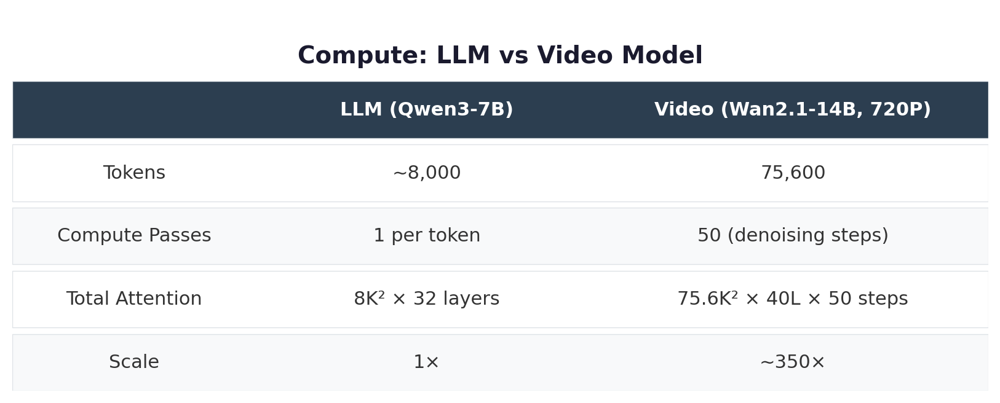 Compute: LLM vs Video Model
LLM (Qwen3-7B) Video (Wan2.1-14B, 720P)
Tokens ~8,000 75,600
Compute Passes 1 per token 50 (denoising steps)
Total Attention 8K² × 32 layers 75.6K² × 40L × 50 steps
Scale 1× ~350×